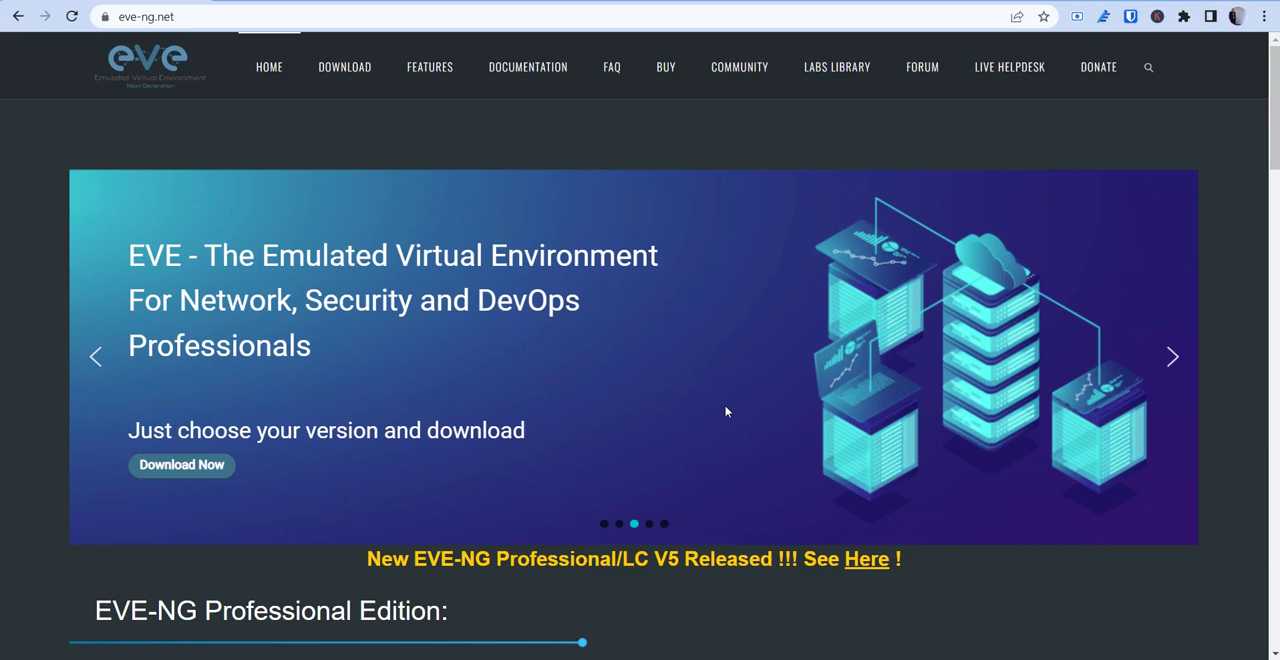 eve-ng.net
eve
Emulated Virtual Environment
Next Generation
HOME
DOWNLOAD
FEATURES
DOCUMENTATION
FAQ
BUY
COMMUNITY
LABS LIBRARY
FORUM
LIVE HELPDESK
DONATE
EVE - The Emulated Virtual Environment
For Network, Security and DevOps
Professionals
Just choose your version and download
Download Now
New EVE-NG Professional/LC V5 Released !!! See Here !
EVE-NG Professional Edition: